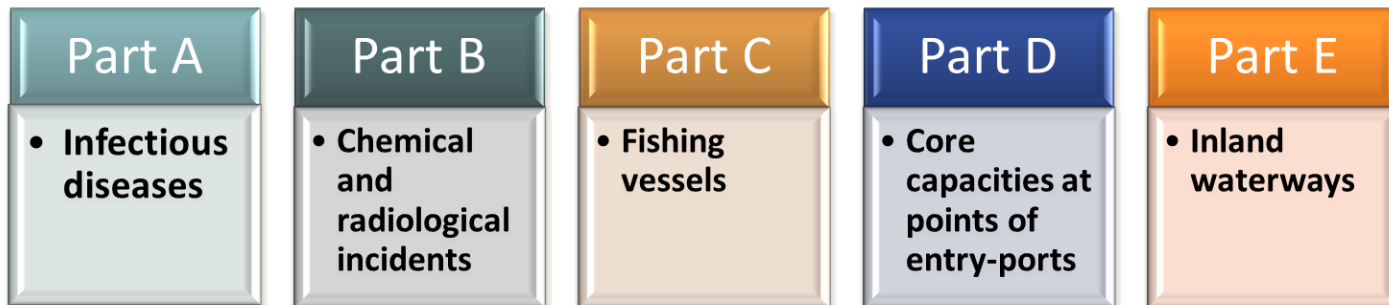 Part A
• Infectious
diseases
Part B
• Chemical
and
radiological
incidents
Part C
• Fishing
vessels
Part D
• Core
capacities at
points of
entry-ports
Part E
• Inland
waterways